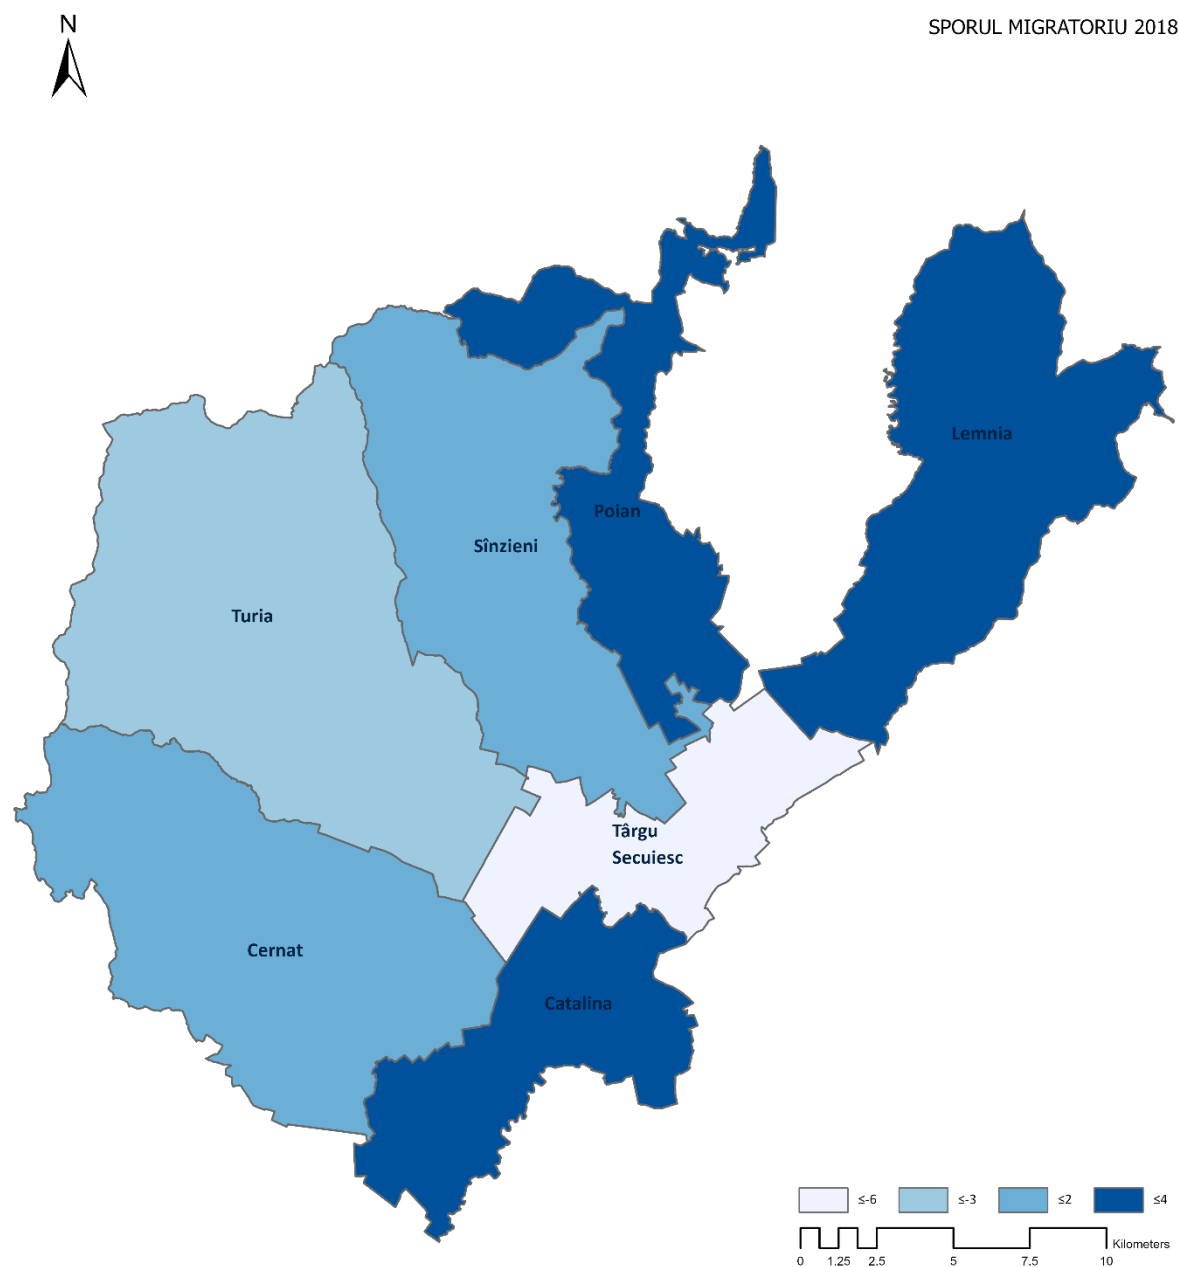 N
SPORUL MIGRATORIU 2018
Lemnia
Poian
Sînzieni
Turia
Târgu
Secuiesc
Cernat
Catalina
≤-6 ≤-3 ≤2 ≤4
Kilometers
0 1.25 2.5 5 7.5 10